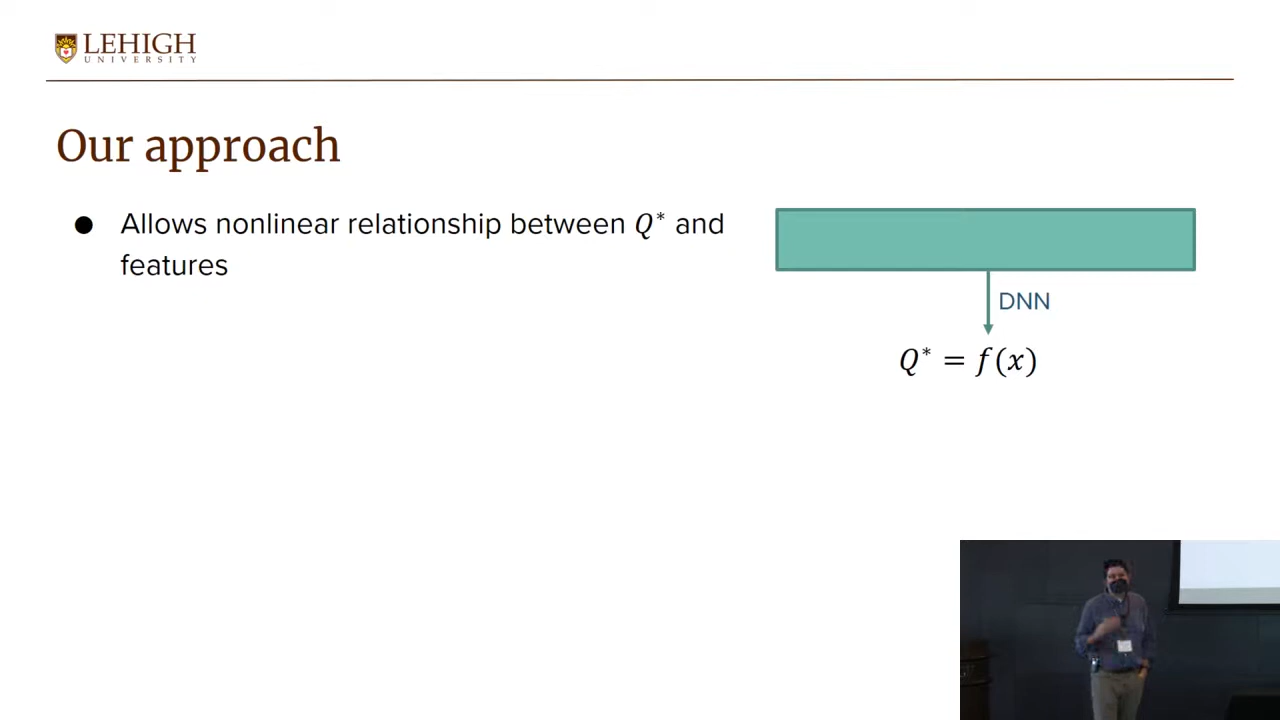 LEHIGH
UNIVERSITY
Our approach
● Allows nonlinear relationship between Q* and
features
DNN
Q* = f(x)